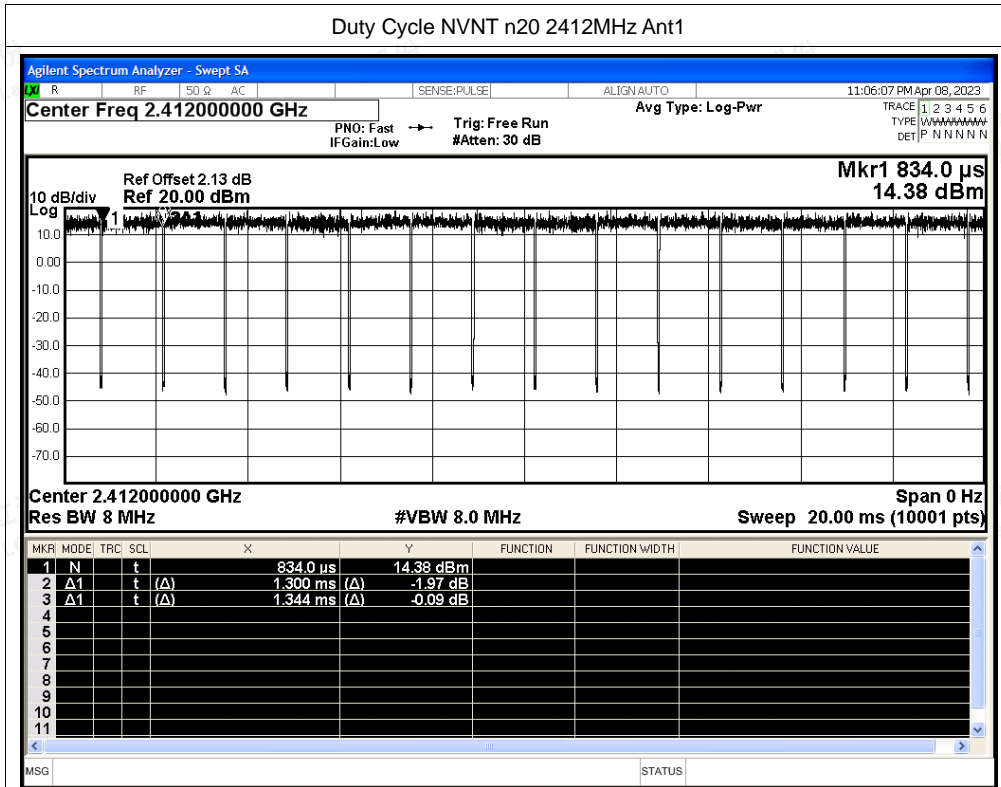 Duty Cycle NVNT n20 2412MHz Ant1
Agilent Spectrum Analyzer - Swept SA
LXI R RF 50 Ω AC SENSE:PULSE ALIGN AUTO 11:06:07 PM Apr 08, 2023
Center Freq 2.412000000 GHz
Avg Type: Log-Pwr
TRACE 1 2 3 4 5 6
PNO: Fast Trig: Free Run
TYPE WWWWWW
IFGain:Low #Atten: 30 dB
DET P N N N N N
Mkr1 834.0 µs
Ref Offset 2.13 dB
10 dB/div Ref 20.00 dBm 14.38 dBm
Log
1
10.0
0.00
-10.0
-20.0
-30.0
-40.0
-50.0
-60.0
-70.0
Center 2.412000000 GHz Span 0 Hz
Res BW 8 MHz #VBW 8.0 MHz Sweep 20.00 ms (10001 pts)
MKR MODE TRC SCL X Y FUNCTION FUNCTION WIDTH FUNCTION VALUE
1 N t 834.0 µs 14.38 dBm
2 Δ1 t (Δ) 1.300 ms (Δ) -1.97 dB
3 Δ1 t (Δ) 1.344 ms (Δ) -0.09 dB
4
5
6
7
8
9
10
11
MSG STATUS